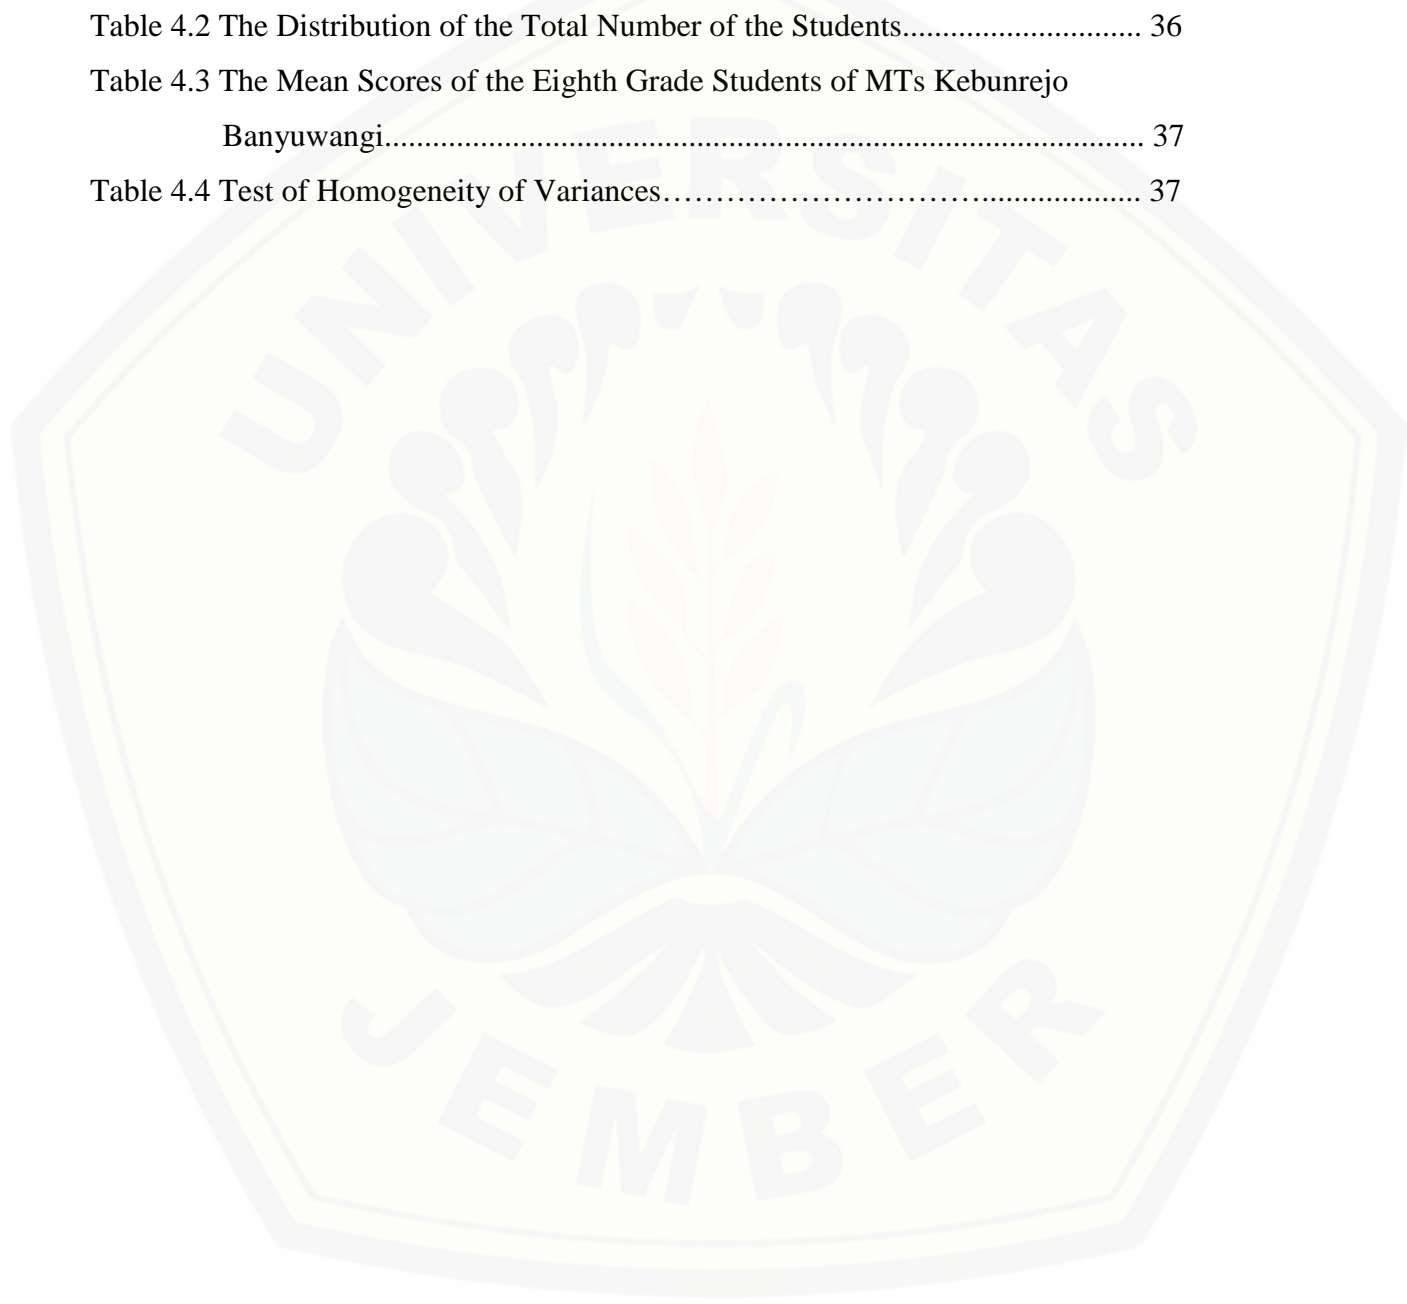 Table 4.2 The Distribution of the Total Number of the Students.............................. 36
Table 4.3 The Mean Scores of the Eighth Grade Students of MTs Kebunrejo
Banyuwangi............................................................................................... 37
Table 4.4 Test of Homogeneity of Variances…………………………….................... 37
UNIVERSITAS
JEMBER